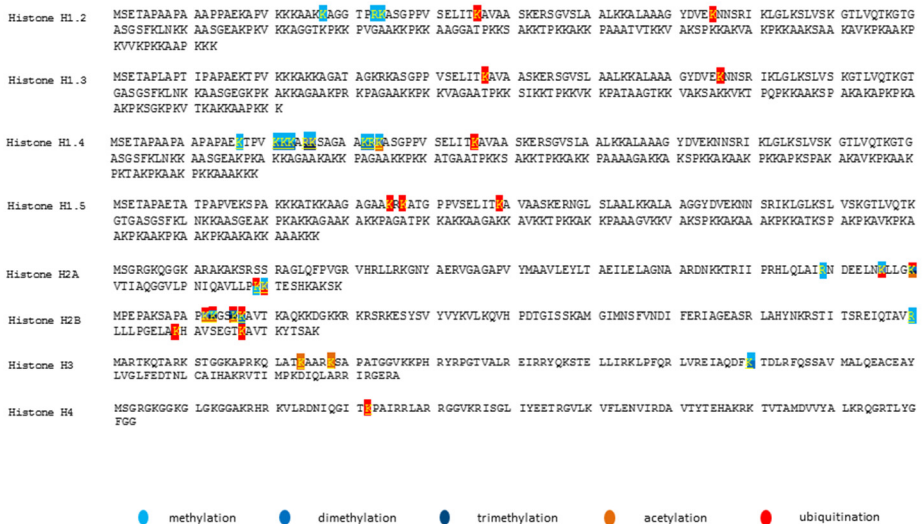 Histone H1.2 MSETAPAAPA AAPPAEKAPV KKKAAKKAGG TPRKASGPPV SELITKAVAA SKERSGVSLA ALKKALAAAG YDVEKNNSRI KLGLKSLVSK GTLVQTKGTG
ASGSFKLNKK AASGEAKPKV KKAGGTKPKK PVGAAKKPKK AAGGATPKKS AKKTPKKAKK PAAATVTKKV AKSPKKAKVA KPKKAAKSAA KAVKPKAAKP
KVVKPKKAAP KKK
Histone H1.3 MSETAPLAPT IPAPAEKTPV KKKAKKAGAT AGKRKASGPP VSELITKAVA ASKERSGVSL AALKKALAAA GYDVEKNNSR IKLGLKSLVS KGTLVQTKGT
GASGSFKLNK KAASGEGKPK AKKAGAAKPR KPAGAAKKPK KVAGAATPKK SIKKTPKKVK KPATAAGTKK VAKSAKKVKT PQPKKAAKSP AKAKAPKPKA
AKPKSGKPKV TKAKKAAPKK K
Histone H1.4 MSETAPAAPA APAPAEKTPV KKKARKSAGA AKRKASGPPV SELITKAVAA SKERSGVSLA ALKKALAAAG YDVEKNNSRI KLGLKSLVSK GTLVQTKGTG
ASGSFKLNKK AASGEAKPKA KKAGAAKAKK PAGAAKKPKK ATGAATPKKS AKKTPKKAKK PAAAAGAKKA KSPKKAKAAK PKKAPKSPAK AKAVKPKAAK
PKTAKPKAAK PKKAAAKKK
Histone H1.5 MSETAPAETA TPAPVEKSPA KKKATKKAAG AGAAKRKATG PPVSELITKA VAASKERNGL SLAALKKALA AGGYDVEKNN SRIKLGLKSL VSKGTLVQTK
GTGASGSFKL NKKAASGEAK PKAKKAGAAK AKKPAGATPK KAKKAAGAKK AVKKTPKKAK KPAAAGVKKV AKSPKKAKAA AKPKKATKSP AKPKAVKPKA
AKPKAAKPKA AKPKAAKAKK AAAKKK
Histone H2A MSGRGKQGGK ARAKAKSRSS RAGLQFPVGR VHRLLRKGNY AERVGAGAPV YMAAVLEYLT AEILELAGNA ARDNKKTRII PRHLQLAIRN DEELNKLLGK
VTIAQGGVLP NIQAVLLPKK TESHKAKSK
Histone H2B MPEPAKSAPA PKKGSKKAVT KAQKKDGKKR KRSRKESYSV YVYKVLKQVH PDTGISSKAM GIMNSFVNDI FERIAGEASR LAHYNKRSTI TSREIQTAVR
LLLPGELAKH AVSEGTKAVT KYTSAK
Histone H3 MARTKQTARK STGGKAPRKQ LATKAARKSA PATGGVKKPH RYRPGTVALR EIRRYQKSTE LLIRKLPFQR LVREIAQDFK TDLRFQSSAV MALQEACEAY
LVGLFEDTNL CAIHAKRVTI MPKDIQLARR IRGERA
Histone H4 MSGRGKGGKG LGKGGAKRHR KVLRDNIQGI TKPAIRRLAR RGGVKRISGL IYEETRGVLK VFLENVIRDA VTYTEHAKRK TVTAMDVVYA LKRQGRTLYG
FGG
methylation dimethylation trimethylation acetylation ubiquitination